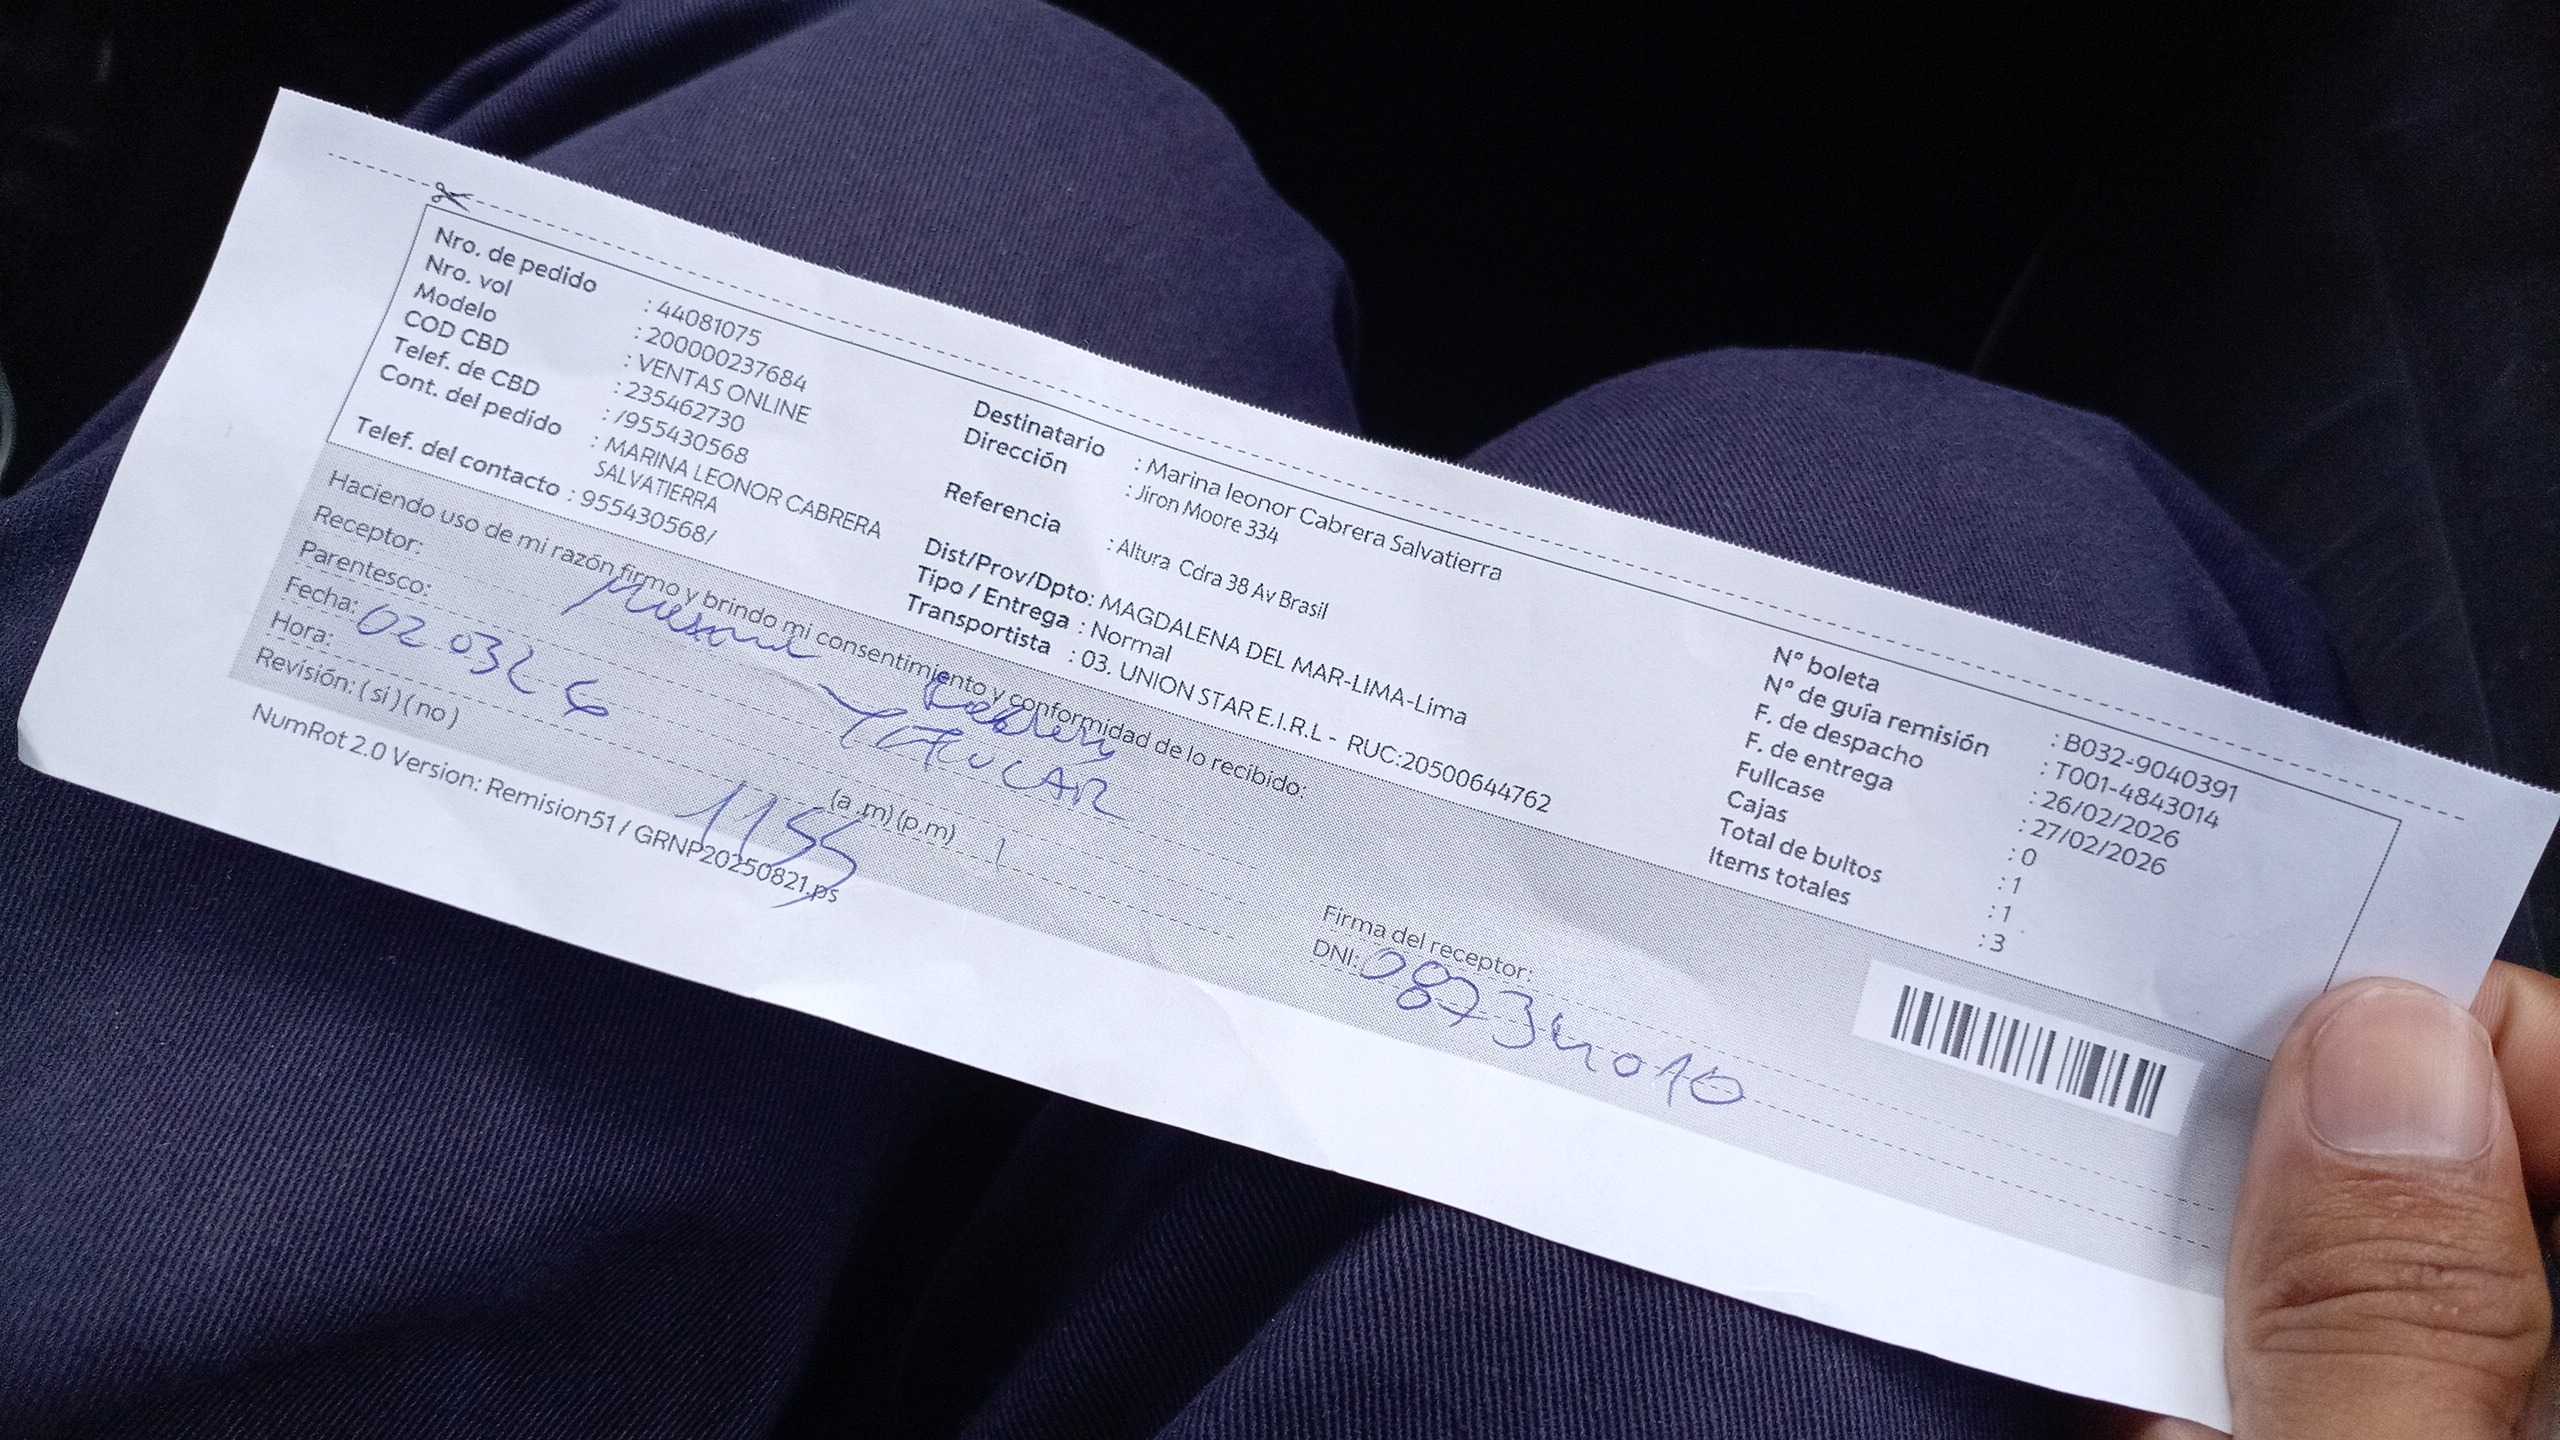 Nro. de pedido : 44081075
Nro. vol : 200000237684
Modelo : VENTAS ONLINE
COD CBD : 235462730
Telef. de CBD : /955430568
Cont. del pedido : MARINA LEONOR CABRERA
SALVATIERRA
Telef. del contacto : 955430568/
Destinatario : Marina leonor Cabrera Salvatierra
Dirección : Jiron Moore 334
Referencia : Altura Cdra 38 Av Brasil
Dist/Prov/Dpto: MAGDALENA DEL MAR-LIMA-Lima
Tipo / Entrega : Normal
Transportista : 03. UNION STAR E.I.R.L - RUC:20500644762
N° boleta : B032-9040391
N° de guía remisión : T001-4843014
F. de despacho : 26/02/2026
F. de entrega : 27/02/2026
Fullcase : 0
Cajas : 1
Total de bultos : 1
Items totales : 3
Haciendo uso de mi razón firmo y brindo mi consentimiento y conformidad de lo recibido:
Receptor:
Parentesco: TITULAR
Fecha: 02 03 26
Hora: 1155 (a .m) (p.m)
Revisión: ( si ) ( no )
Firma del receptor:
DNI: 08734010
NumRot 2.0 Version: Remision51 / GRNP20250821.ps